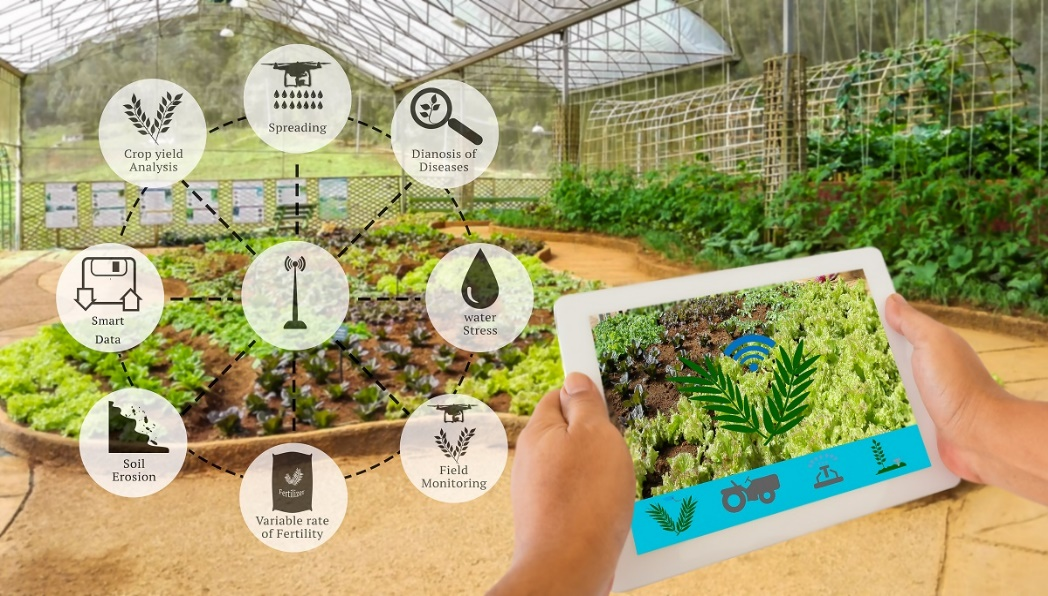 Spreading
Crop yield
Analysis
Dianosis of
Diseases
Smart
Data
water
Stress
Soil
Erosion
Field
Monitoring
Fertilizer
Variable rate
of Fertility